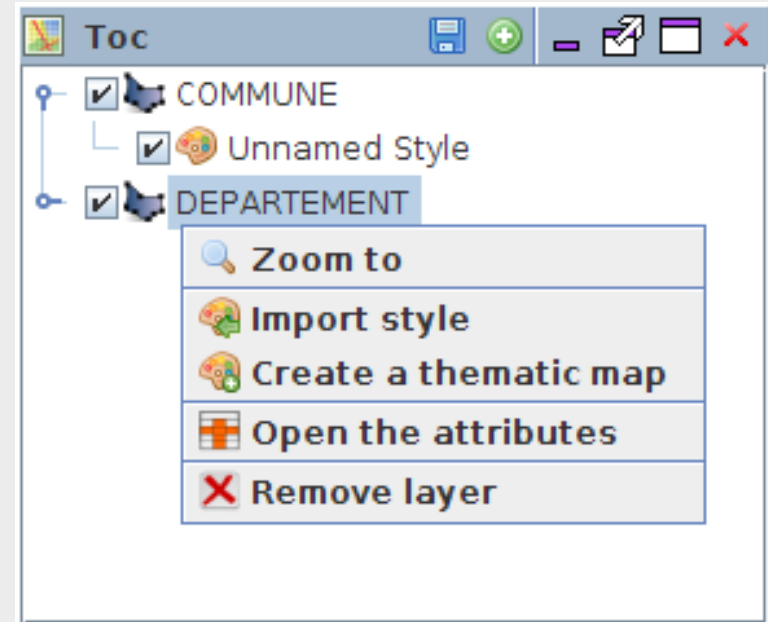 Toc
COMMUNE
Unnamed Style
DEPARTEMENT
Zoom to
Import style
Create a thematic map
Open the attributes
Remove layer